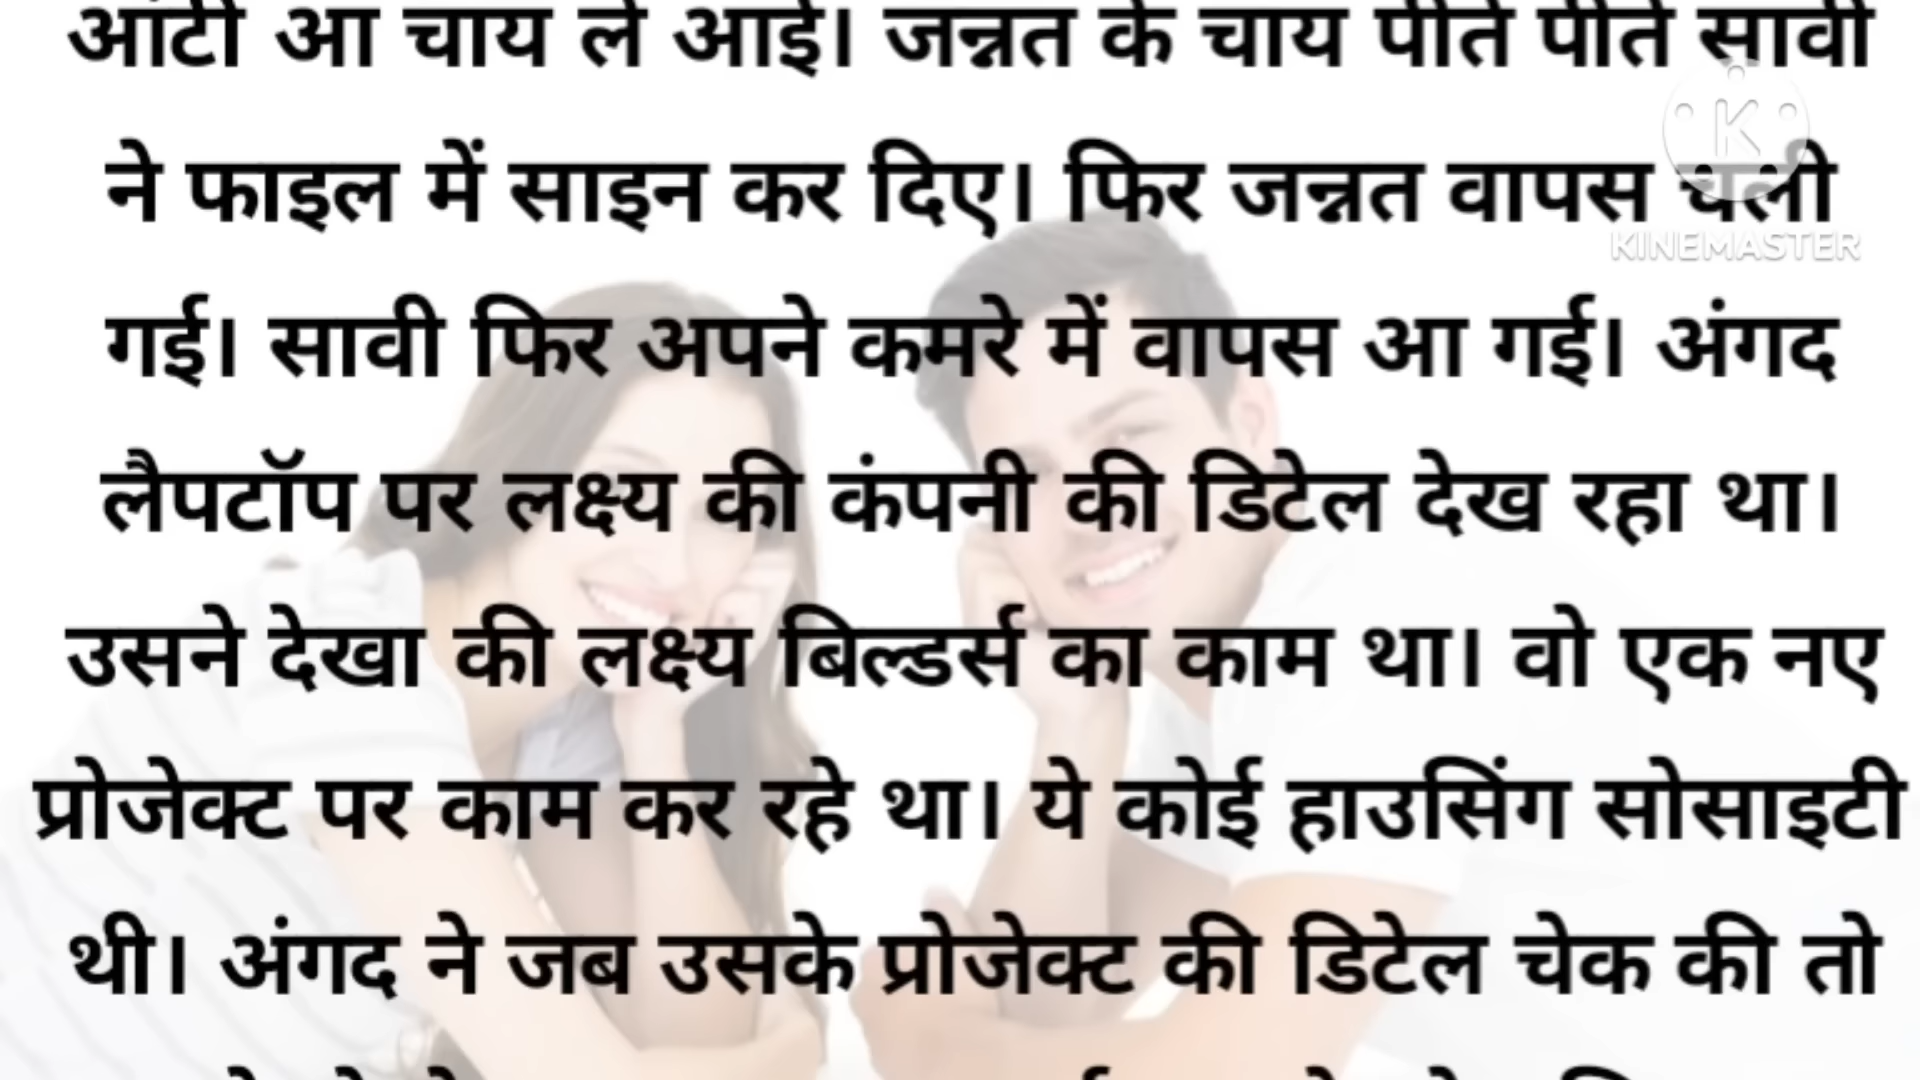 आंटी आ चाय ले आई। जन्नत के चाय पीते पीते सावी
ने फाइल में साइन कर दिए। फिर जन्नत वापस चली
KINEMASTER
गई। सावी फिर अपने कमरे में वापस आ गई। अंगद
लैपटॉप पर लक्ष्य की कंपनी की डिटेल देख रहा था।
उसने देखा की लक्ष्य बिल्डर्स का काम था। वो एक नए
प्रोजेक्ट पर काम कर रहे था। ये कोई हाउसिंग सोसाइटी
थी। अंगद ने जब उसके प्रोजेक्ट की डिटेल चेक की तो